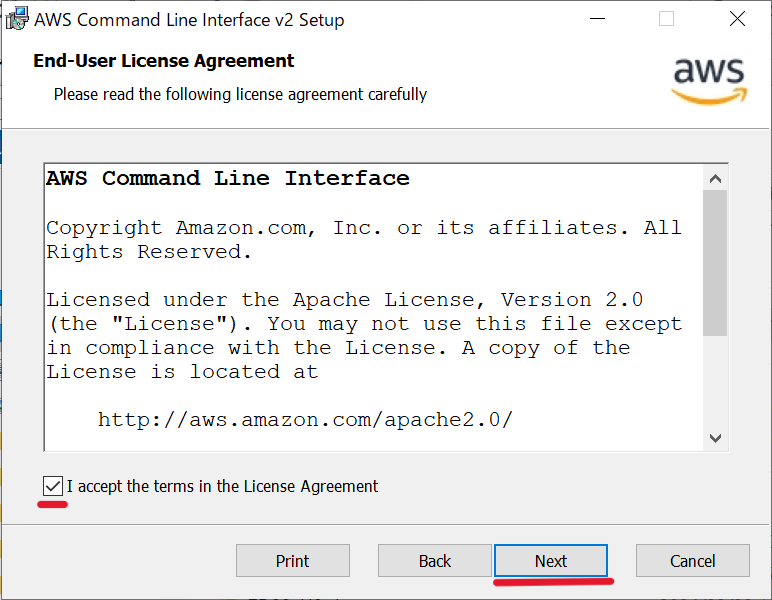 AWS Command Line Interface v2 Setup
End-User License Agreement
Please read the following license agreement carefully
aws
AWS Command Line Interface
Copyright Amazon.com, Inc. or its affiliates. All
Rights Reserved.
Licensed under the Apache License, Version 2.0
(the "License"). You may not use this file except
in compliance with the License. A copy of the
License is located at
http://aws.amazon.com/apache2.0/
I accept the terms in the License Agreement
Print
Back
Next
Cancel